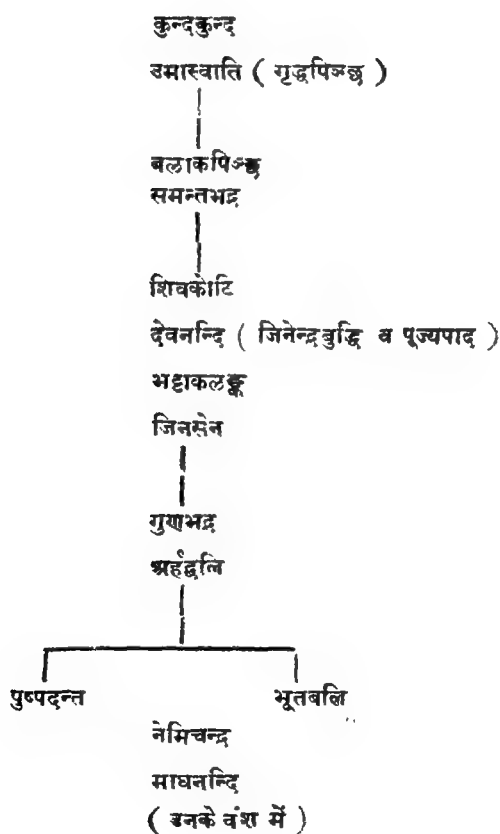 कुन्दकुन्द
उमास्वाति ( गृद्धपिञ्छ )
बलाकपिञ्छ
समन्तभद्र
शिवकोटि
देवनन्दि ( जिनेन्द्रबुद्धि व पूज्यपाद )
भट्टाकलङ्क
जिनसेन
गुणभद्र
अर्हद्बलि
पुष्पदन्त भूतबलि
नेमिचन्द्र
माघनन्दि
( उनके वंश में )